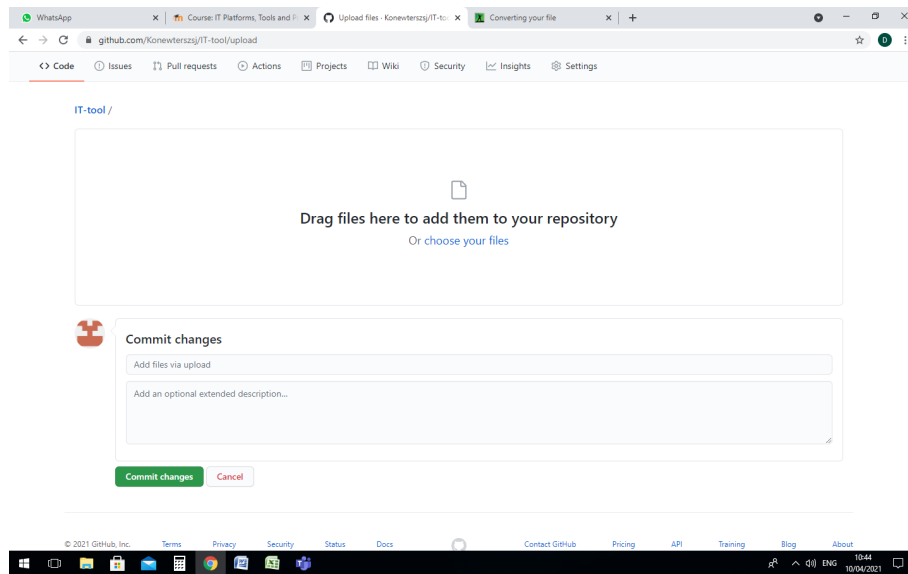 WhatsApp
Course: IT Platforms, Tools and P
Upload files · Konewterszsj/IT-to
Converting your file
github.com/Konewterszsj/IT-tool/upload
D
<> Code
Issues
Pull requests
Actions
Projects
Wiki
Security
Insights
Settings
IT-tool /
Drag files here to add them to your repository
Or choose your files
Commit changes
Add files via upload
Add an optional extended description...
Commit changes
Cancel
© 2021 GitHub, Inc.
Terms
Privacy
Security
Status
Docs
Contact GitHub
Pricing
API
Training
Blog
About
ENG
10:44
10/04/2021